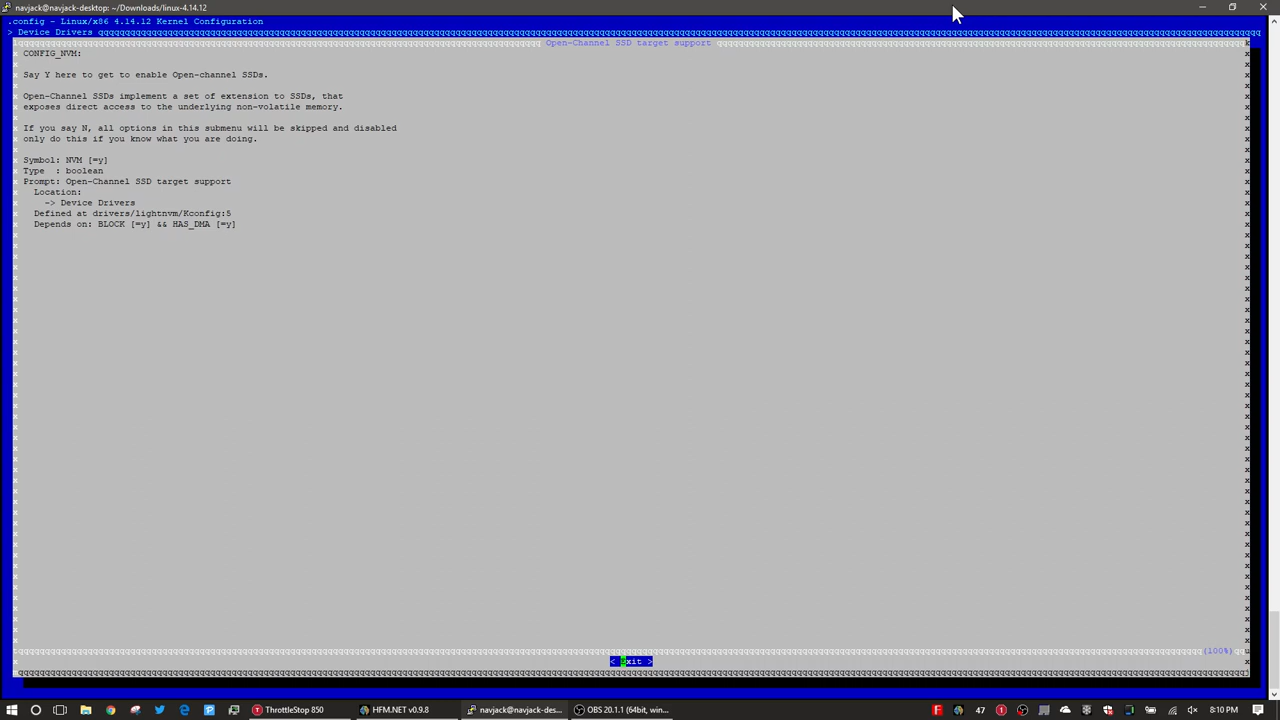 navjack@navjack-desktop: ~/Downloads/linux-4.14.12
.config - Linux/x86 4.14.12 Kernel Configuration
> Device Drivers
Open-Channel SSD target support
CONFIG_NVM:
Say Y here to get to enable Open-channel SSDs.
Open-Channel SSDs implement a set of extension to SSDs, that
exposes direct access to the underlying non-volatile memory.
If you say N, all options in this submenu will be skipped and disabled
only do this if you know what you are doing.
Symbol: NVM [=y]
Type  : boolean
Prompt: Open-Channel SSD target support
Location:
-> Device Drivers
Defined at drivers/lightnvm/Kconfig:5
Depends on: BLOCK [=y] && HAS_DMA [=y]
(100%)
< Exit >
ThrottleStop 850
HFM.NET v0.9.8
navjack@navjack-des...
OBS 20.1.1 (64bit, win...
47
8:10 PM